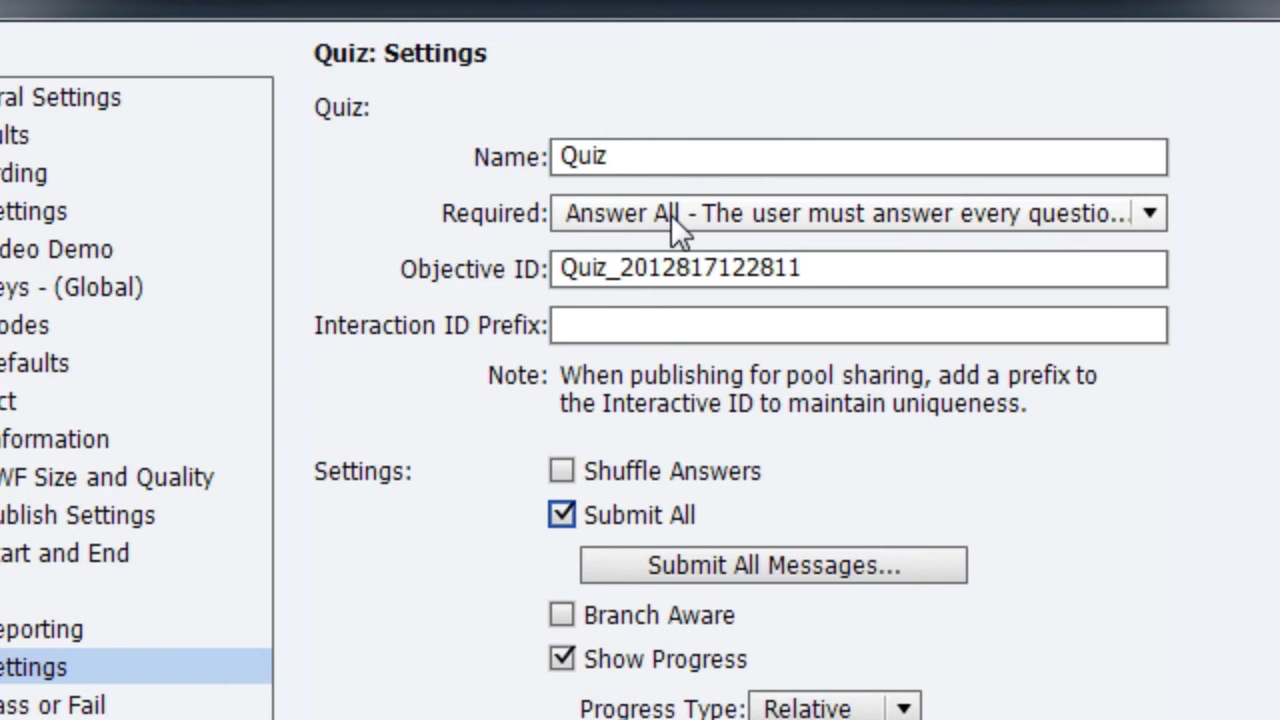 Quiz: Settings
ral Settings
Quiz:
ults
Name: Quiz
ding
Required: Answer All - The user must answer every questio...
ettings
deo Demo
Objective ID: Quiz_2012817122811
eys - (Global)
odes
Interaction ID Prefix:
efaults
Note: When publishing for pool sharing, add a prefix to
the Interactive ID to maintain uniqueness.
ct
nformation
Settings: Shuffle Answers
WF Size and Quality
ublish Settings
Submit All
tart and End
Submit All Messages...
Branch Aware
eporting
Show Progress
ettings
ass or Fail
Progress Type: Relative